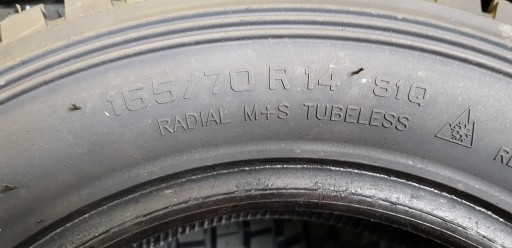 165/70 R 14 81Q
RADIAL M+S TUBELESS